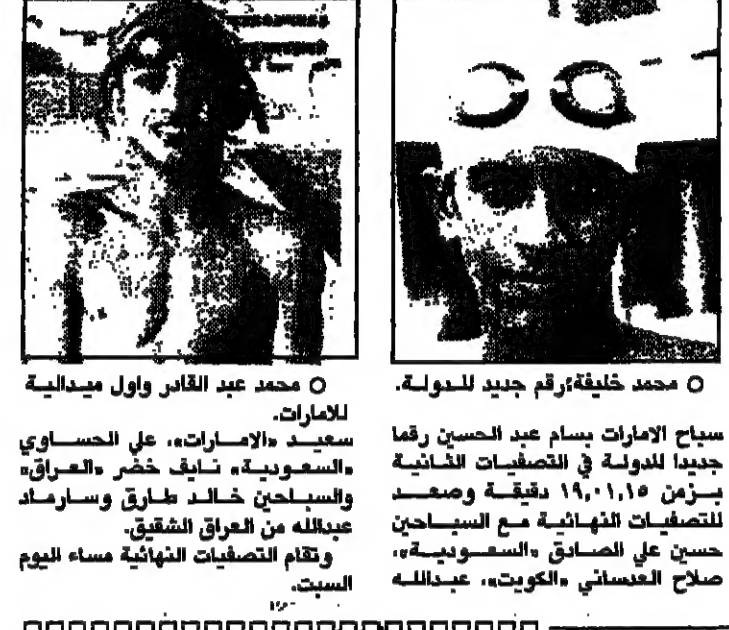 ○ محمد خليفة؛رقم جديد للدولة.
سباح الامارات بسام عبد الحسين رقما
جديدا للدولة في التصفيات الثانية
بزمن ١٩,٠١,١٥ دقيقة وصعد
للتصفيات النهائية مع السباحين
حسين علي الصادق «السعودية»،
صلاح العدساني «الكويت»، عبدالله
○ محمد عبد القادر واول ميدالية
للامارات.
سعيد «الامارات»، علي الحساوي
«السعودية» نايف خضر «العراق»
والسباحين خالد طارق وسارماد
عبدالله من العراق الشقيق.
وتقام التصفيات النهائية مساء اليوم
السبت.